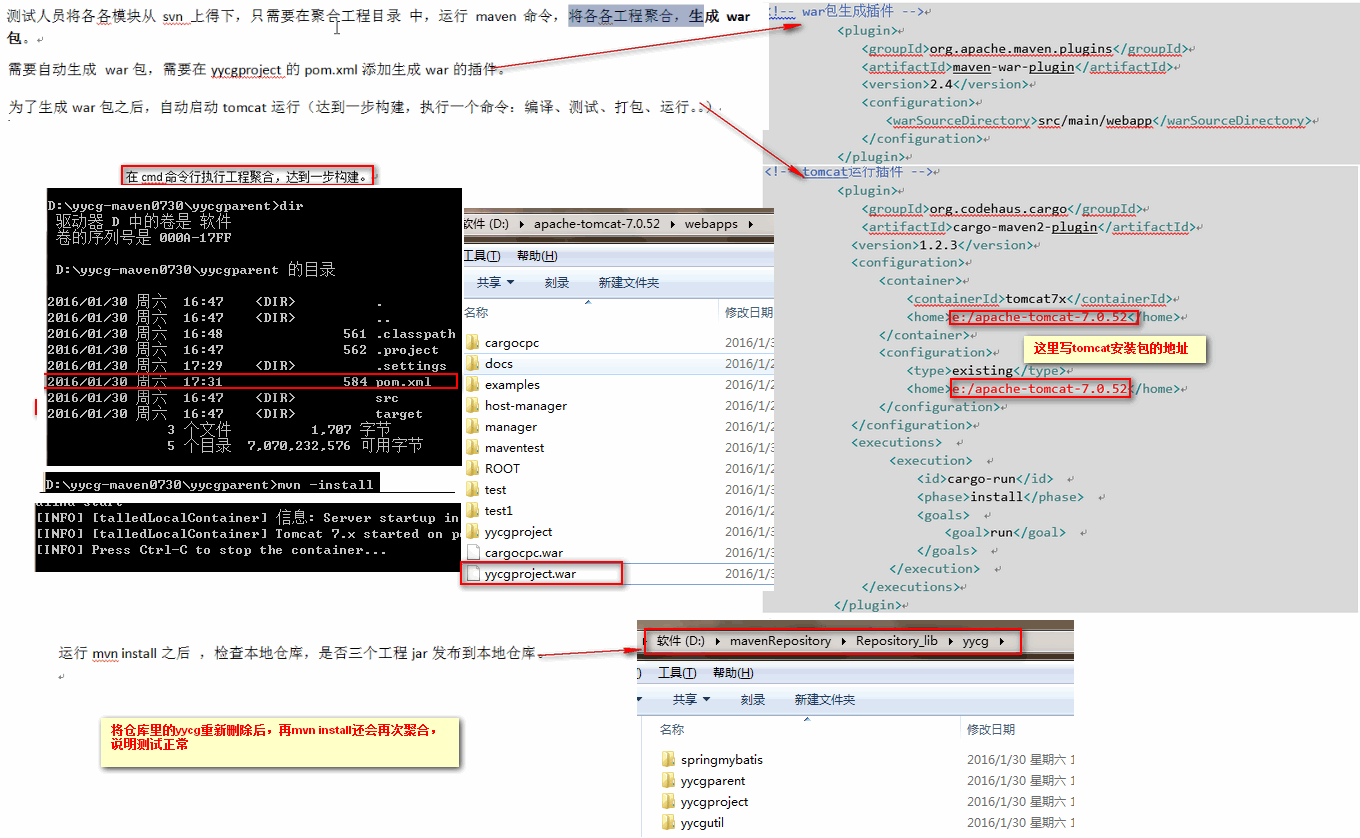 测试人员将各各模块从 svn 上得下，只需要在聚合工程目录 中，运行 maven 命令，将各各工程聚合，生成 war
包。
需要自动生成 war 包，需要在 yycgproject 的 pom.xml 添加生成 war 的插件。
为了生成 war 包之后，自动启动 tomcat 运行（达到一步构建，执行一个命令：编译、测试、打包、运行。。）
<!-- war包生成插件 -->
<plugin>
<groupId>org.apache.maven.plugins</groupId>
<artifactId>maven-war-plugin</artifactId>
<version>2.4</version>
<configuration>
<warSourceDirectory>src/main/webapp</warSourceDirectory>
</configuration>
</plugin>
<!-- tomcat运行插件 -->
<plugin>
<groupId>org.codehaus.cargo</groupId>
<artifactId>cargo-maven2-plugin</artifactId>
<version>1.2.3</version>
<configuration>
<container>
<containerId>tomcat7x</containerId>
<home>e:/apache-tomcat-7.0.52</home>
</container>
<configuration>
<type>existing</type>
<home>e:/apache-tomcat-7.0.52</home>
</configuration>
</configuration>
<executions>
<execution>
<id>cargo-run</id>
<phase>install</phase>
<goals>
<goal>run</goal>
</goals>
</execution>
</executions>
</plugin>
这里写tomcat安装包的地址
在 cmd 命令行执行工程聚合，达到一步构建。
D:\yycg-maven0730\yycgparent>dir
驱动器 D 中的卷是 软件
卷的序列号是 000A-17FF
D:\yycg-maven0730\yycgparent 的目录
2016/01/30 周六 16:47 <DIR> .
2016/01/30 周六 16:47 <DIR> ..
2016/01/30 周六 16:48 561 .classpath
2016/01/30 周六 16:47 562 .project
2016/01/30 周六 17:29 <DIR> .settings
2016/01/30 周六 17:31 584 pom.xml
2016/01/30 周六 16:47 <DIR> src
2016/01/30 周六 16:47 <DIR> target
3 个文件 1,707 字节
5 个目录 7,070,232,576 可用字节
D:\yycg-maven0730\yycgparent>mvn -install
[INFO] [talledLocalContainer] 信息: Server startup in
[INFO] [talledLocalContainer] Tomcat 7.x started on po
[INFO] Press Ctrl-C to stop the container...
软件 (D:) apache-tomcat-7.0.52 webapps
工具(T) 帮助(H)
共享 刻录 新建文件夹
名称 修改日期
cargocpc 2016/1/3
docs 2016/1/2
examples 2016/1/2
host-manager 2016/1/2
manager 2016/1/2
maventest 2016/1/2
ROOT 2016/1/2
test 2016/1/2
test1 2016/1/2
yycgproject 2016/1/3
cargocpc.war 2016/1/3
yycgproject.war 2016/1/3
运行 mvn install 之后 ，检查本地仓库，是否三个工程 jar 发布到本地仓库。
将仓库里的yycg重新删除后，再mvn install还会再次聚合，
说明测试正常
软件 (D:) mavenRepository Repository_lib yycg
工具(T) 帮助(H)
共享 刻录 新建文件夹
名称 修改日期
springmybatis 2016/1/30 星期六 1
yycgparent 2016/1/30 星期六 1
yycgproject 2016/1/30 星期六 1
yycgutil 2016/1/30 星期六 1